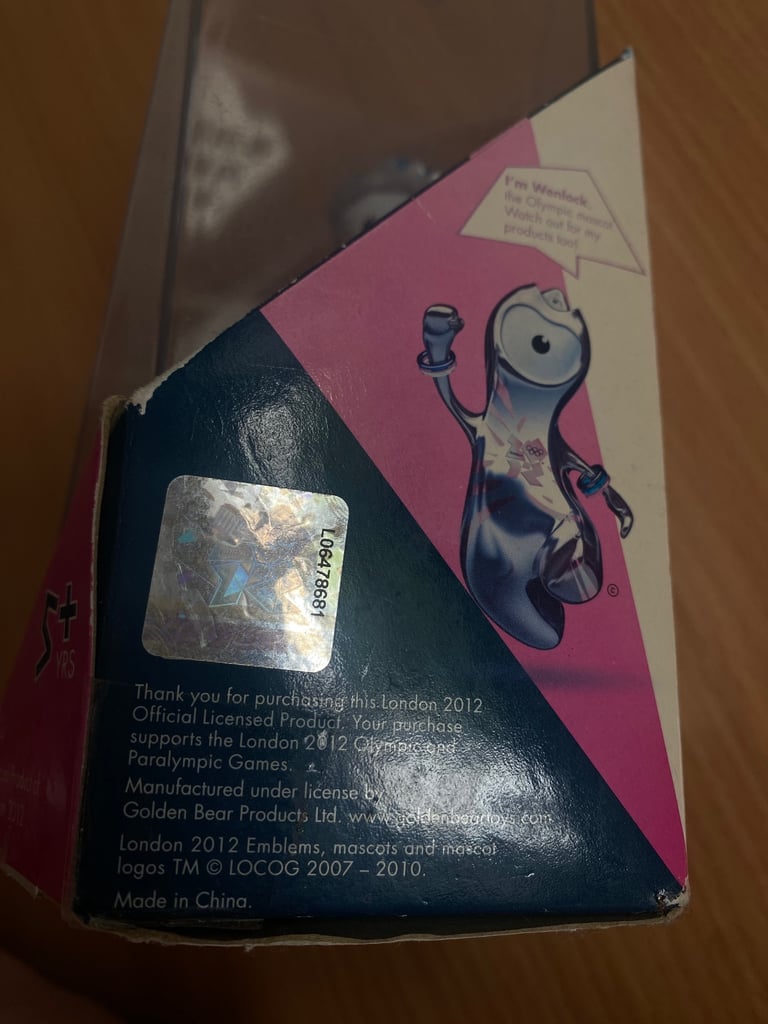 I'm Wenlock,
the Olympic mascot
Watch out for my
products too!
©
L06478681
5+
YRS
Thank you for purchasing this London 2012
Official Licensed Product. Your purchase
supports the London 2012 Olympic and
Paralympic Games.
Manufactured under license by
Golden Bear Products Ltd. www.goldenbeartoys.com
London 2012 Emblems, mascots and mascot
logos TM © LOCOG 2007 – 2010.
Made in China.